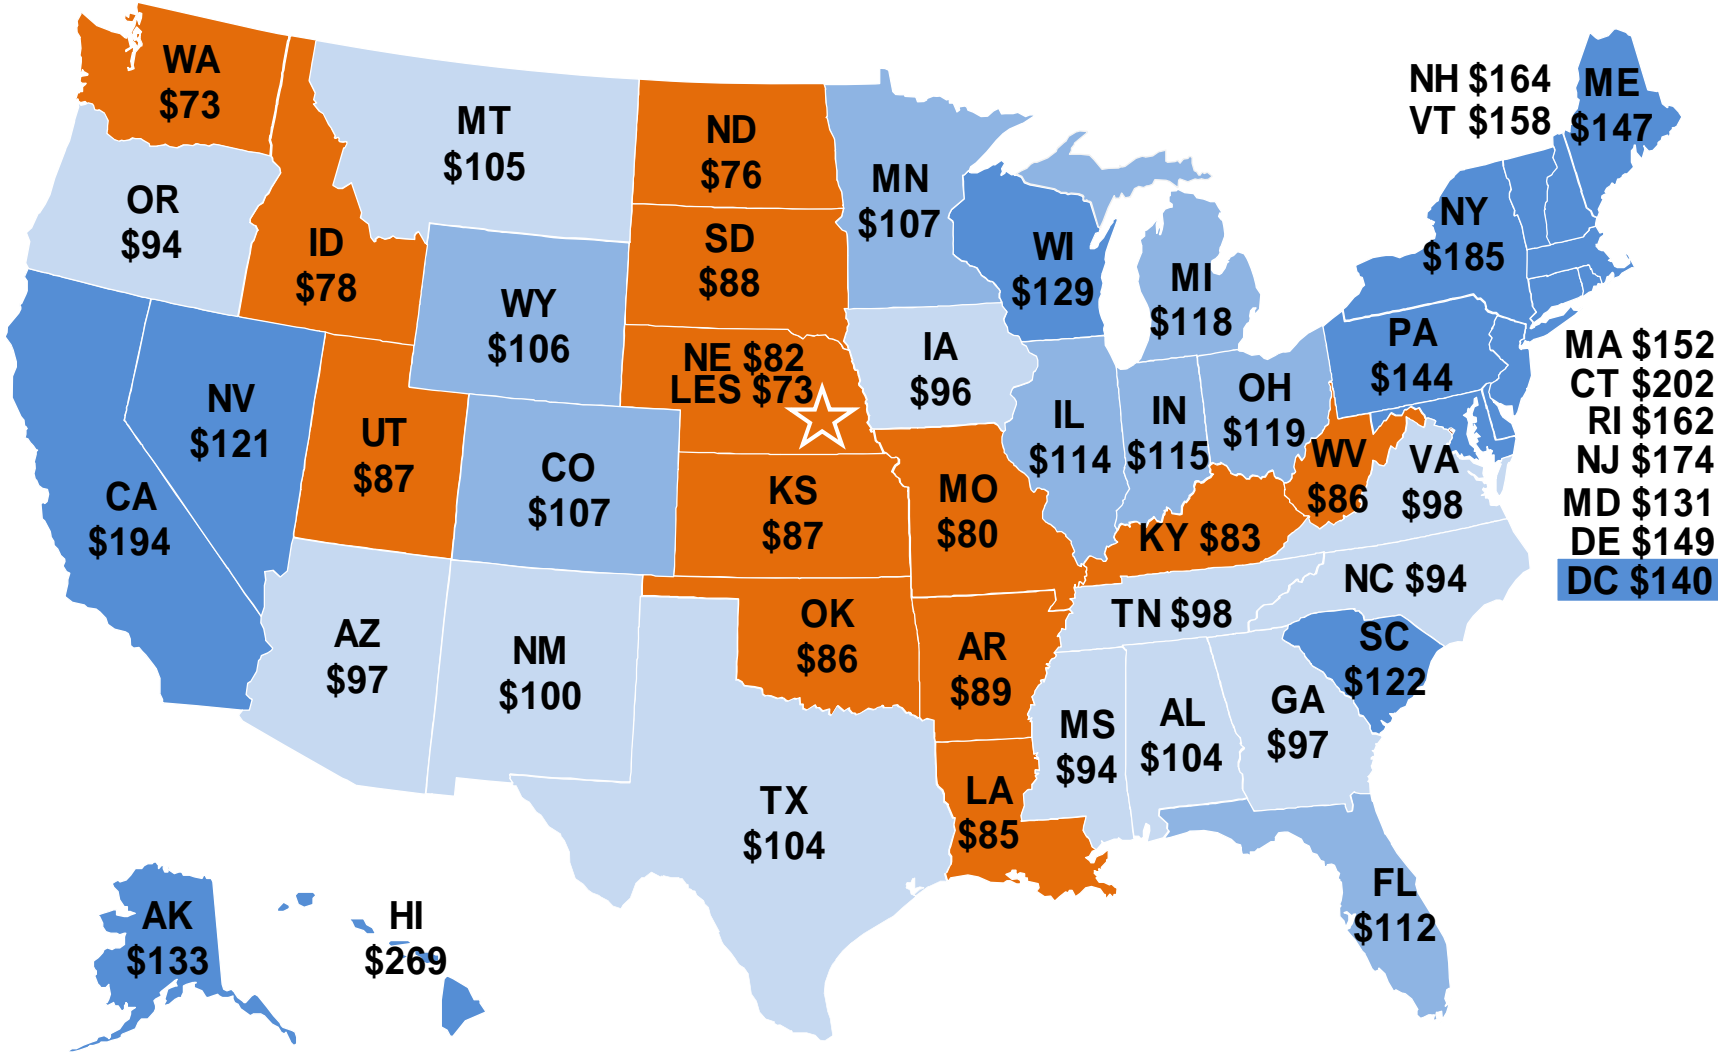 WA
$73
MT
$105
ND
$76
MN
$107
NH $164
VT $158
ME
$147
OR
$94
ID
$78
SD
$88
WI
$129
MI
$118
NY
$185
WY
$106
NE $82
LES $73
IA
$96
PA
$144
NV
$121
UT
$87
CO
$107
KS
$87
MO
$80
IL
$114
IN
$115
OH
$119
WV
$86
VA
$98
MA $152
CT $202
RI $162
NJ $174
MD $131
DE $149
DC $140
CA
$194
KY $83
AZ
$97
NM
$100
OK
$86
AR
$89
TN $98
NC $94
SC
$122
TX
$104
LA
$85
MS
$94
AL
$104
GA
$97
FL
$112
AK
$133
HI
$269